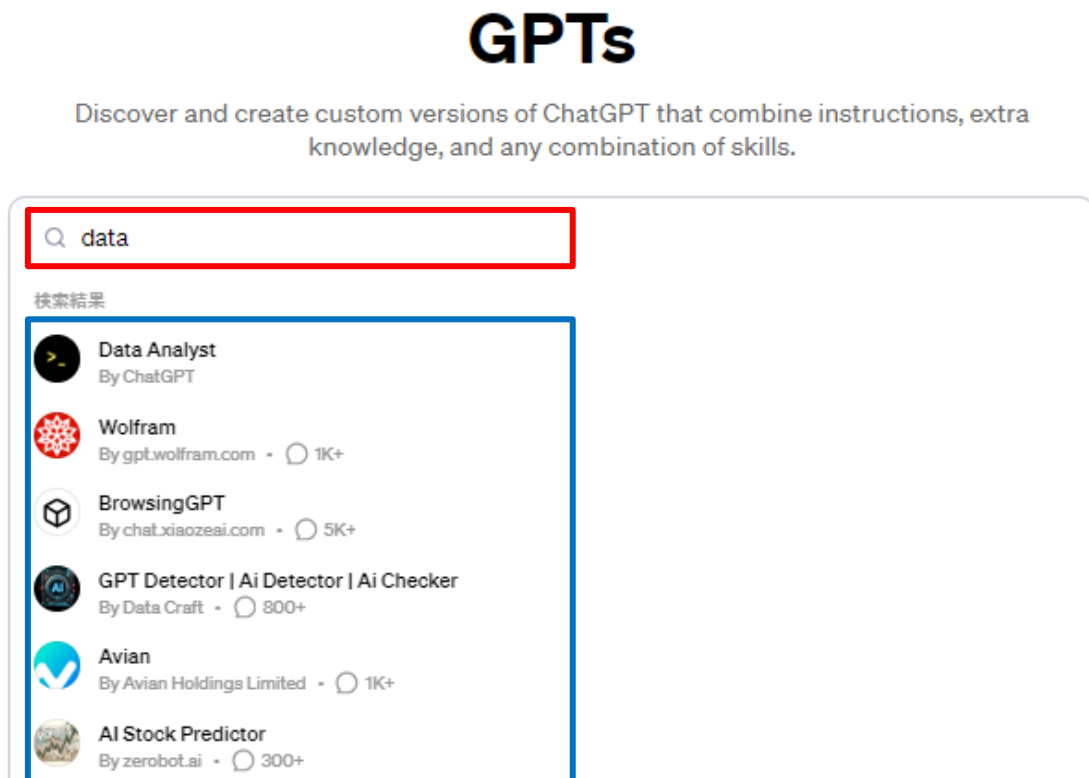 GPTs
Discover and create custom versions of ChatGPT that combine instructions, extra
knowledge, and any combination of skills.
data
検索結果
>_
Data Analyst
By ChatGPT
Wolfram
By gpt.wolfram.com • 1K+
BrowsingGPT
By chat.xiaozeai.com • 5K+
AI
GPT Detector | Ai Detector | Ai Checker
By Data Craft • 800+
Avian
By Avian Holdings Limited • 1K+
AI Stock Predictor
By zerobot.ai • 300+